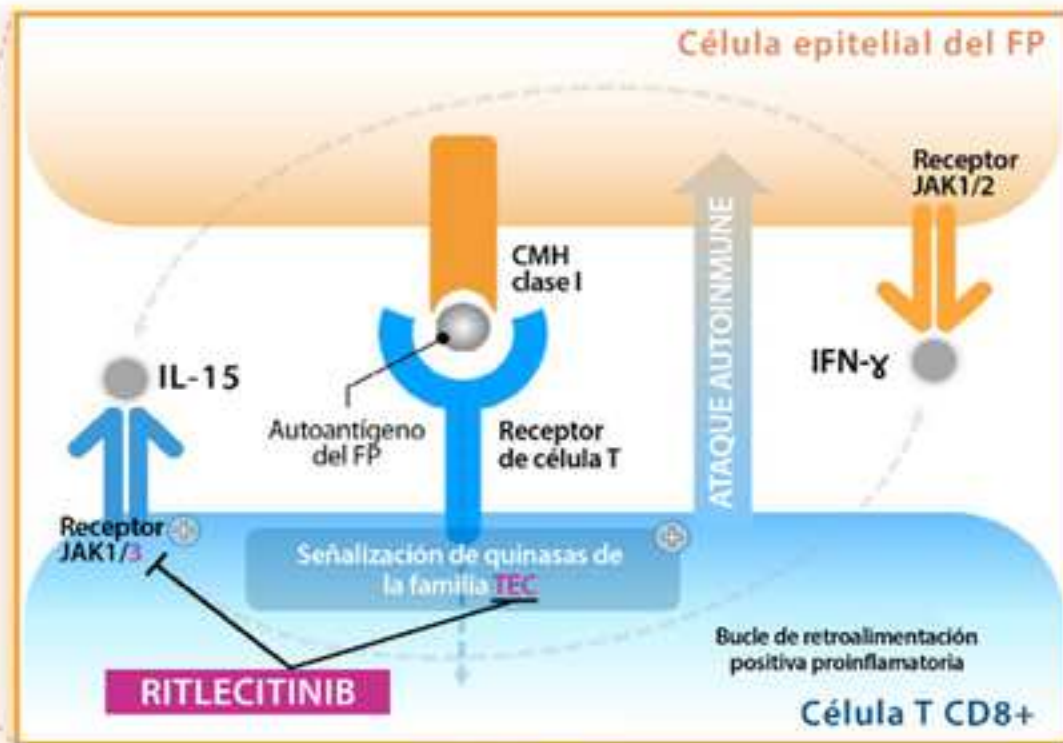 Célula epitelial del FP
Receptor
JAK1/2
CMH
clase I
ATAQUE AUTOINMUNE
IL-15
IFN-ɣ
Autoantígeno
del FP
Receptor
de célula T
Receptor
JAK1/3
Señalización de quinasas de
la familia TEC
Bucle de retroalimentación
positiva proinflamatoria
RITLECITINIB
Célula T CD8+